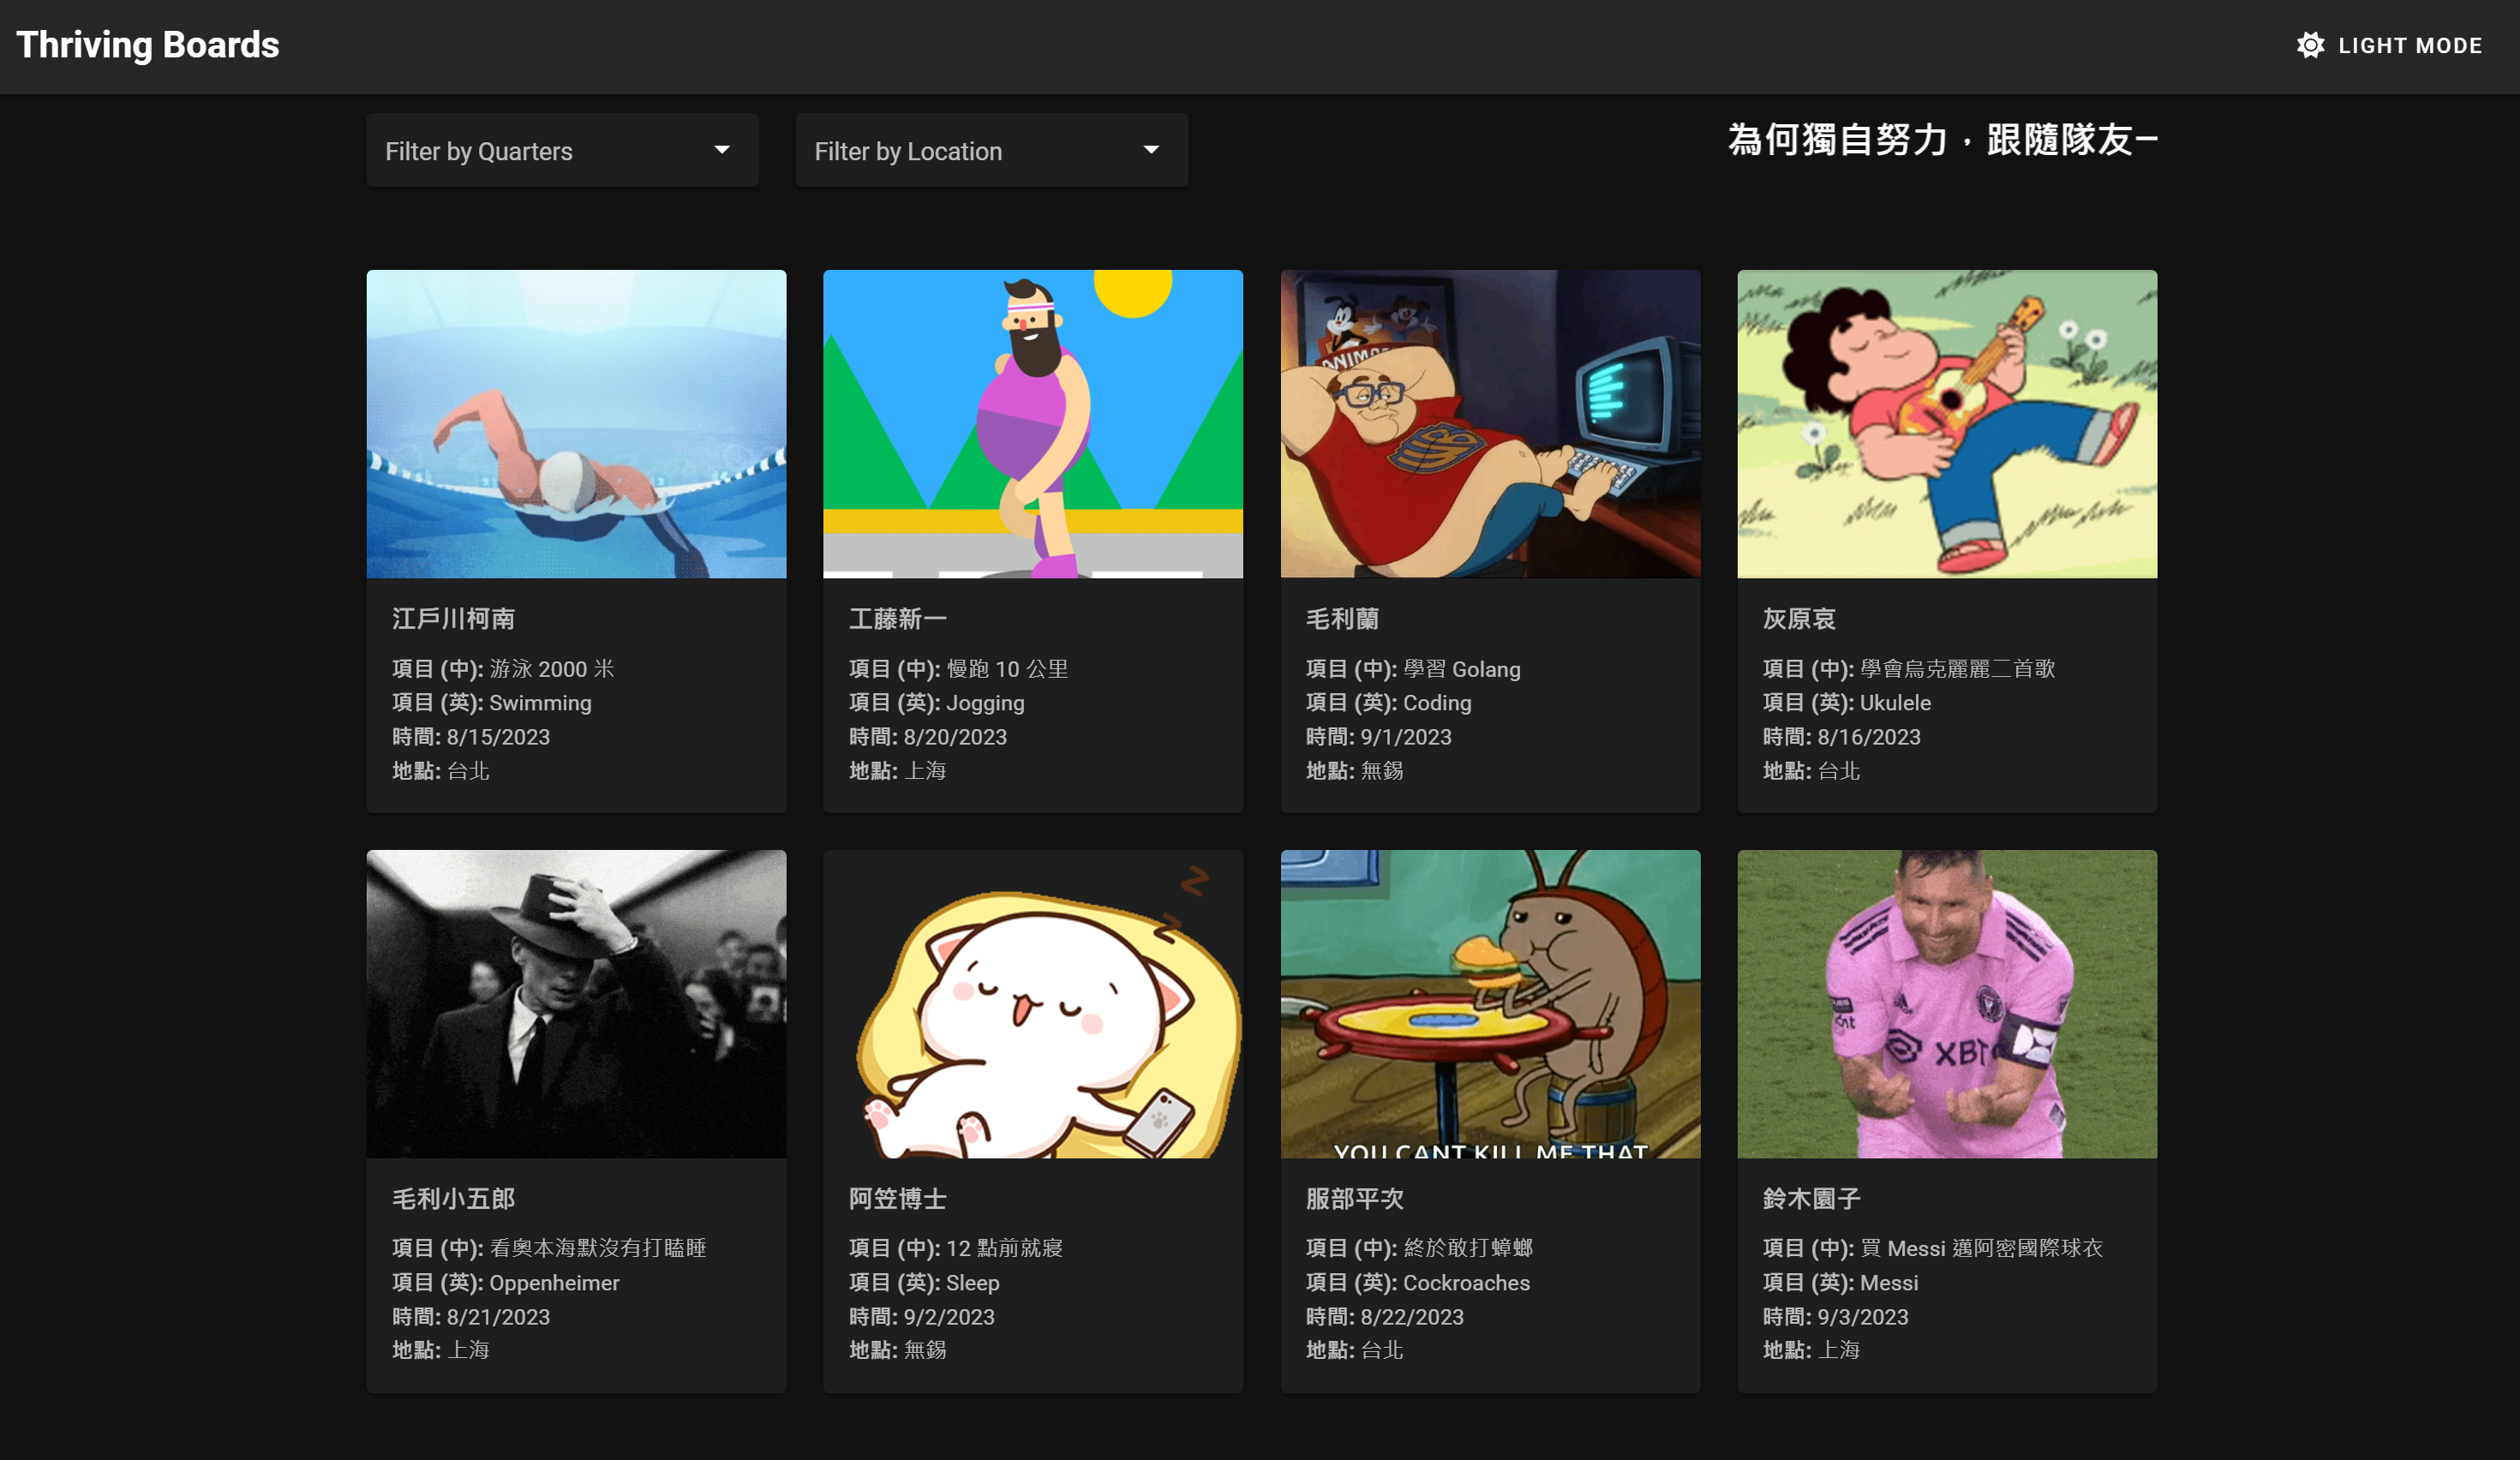 Thriving Boards
LIGHT MODE
Filter by Quarters
Filter by Location
為何獨自努力，跟隨隊友一
ANIMA
江戶川柯南
項目 (中): 游泳 2000 米
項目 (英): Swimming
時間: 8/15/2023
地點: 台北
工藤新一
項目 (中): 慢跑 10 公里
項目 (英): Jogging
時間: 8/20/2023
地點: 上海
毛利蘭
項目 (中): 學習 Golang
項目 (英): Coding
時間: 9/1/2023
地點: 無錫
灰原哀
項目 (中): 學會烏克麗麗二首歌
項目 (英): Ukulele
時間: 8/16/2023
地點: 台北
毛利小五郎
項目 (中): 看奧本海默沒有打瞌睡
項目 (英): Oppenheimer
時間: 8/21/2023
地點: 上海
Z
Z
阿笠博士
項目 (中): 12 點前就寢
項目 (英): Sleep
時間: 9/2/2023
地點: 無錫
YOU CANT KILL ME THAT
服部平次
項目 (中): 終於敢打蟑螂
項目 (英): Cockroaches
時間: 8/22/2023
地點: 台北
XBT
鈴木園子
項目 (中): 買 Messi 邁阿密國際球衣
項目 (英): Messi
時間: 9/3/2023
地點: 上海